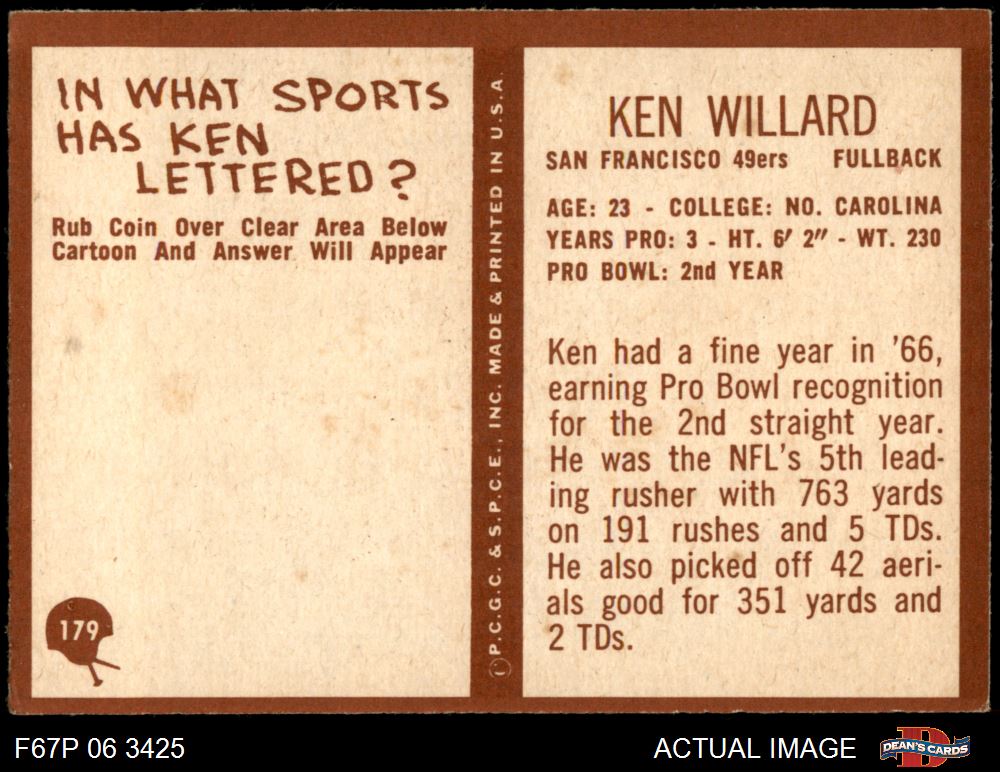 IN WHAT SPORTS
HAS KEN
LETTERED?
Rub Coin Over Clear Area Below
Cartoon And Answer Will Appear
179
©P.C.G.C. & S.P.C.E., INC. MADE & PRINTED IN U.S.A.
KEN WILLARD
SAN FRANCISCO 49ers FULLBACK
AGE: 23 - COLLEGE: NO. CAROLINA
YEARS PRO: 3 - HT. 6′ 2″ - WT. 230
PRO BOWL: 2nd YEAR
Ken had a fine year in '66,
earning Pro Bowl recognition
for the 2nd straight year.
He was the NFL's 5th lead-
ing rusher with 763 yards
on 191 rushes and 5 TDs.
He also picked off 42 aeri-
als good for 351 yards and
2 TDs.
F67P 06 3425
ACTUAL IMAGE
D
DEAN'S CARDS